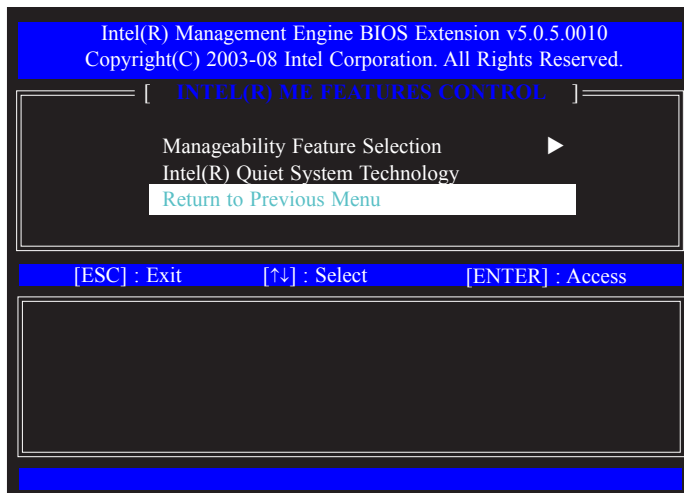 Intel(R) Management Engine BIOS Extension v5.0.5.0010
Copyright(C) 2003-08 Intel Corporation. All Rights Reserved.
[ INTEL(R) ME FEATURES CONTROL ]
Manageability Feature Selection ▶
Intel(R) Quiet System Technology
Return to Previous Menu
[ESC] : Exit [↑↓] : Select [ENTER] : Access